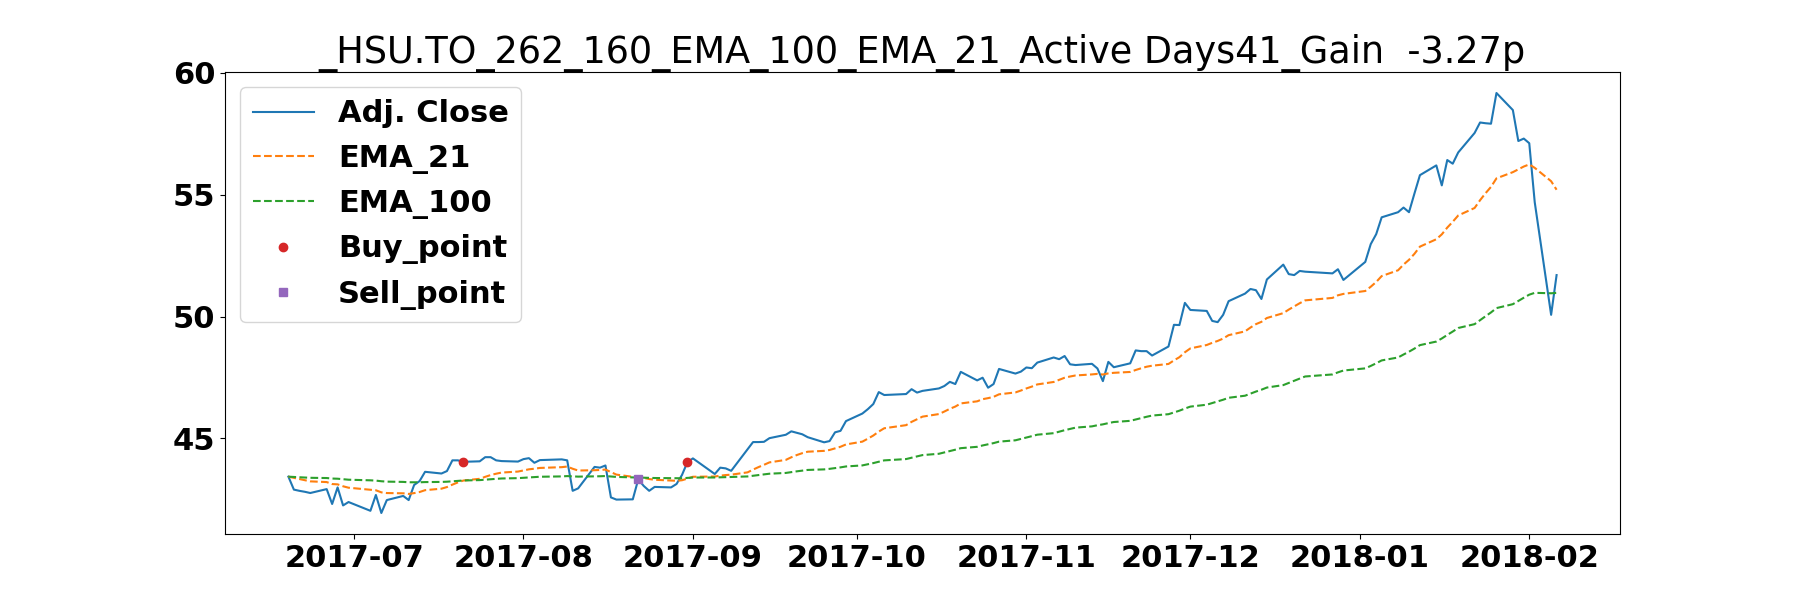 _HSU.TO_262_160_EMA_100_EMA_21_Active Days41_Gain  -3.27p
60
55
50
45
Adj. Close
EMA_21
EMA_100
Buy_point
Sell_point
2017-07 2017-08 2017-09 2017-10 2017-11 2017-12 2018-01 2018-02